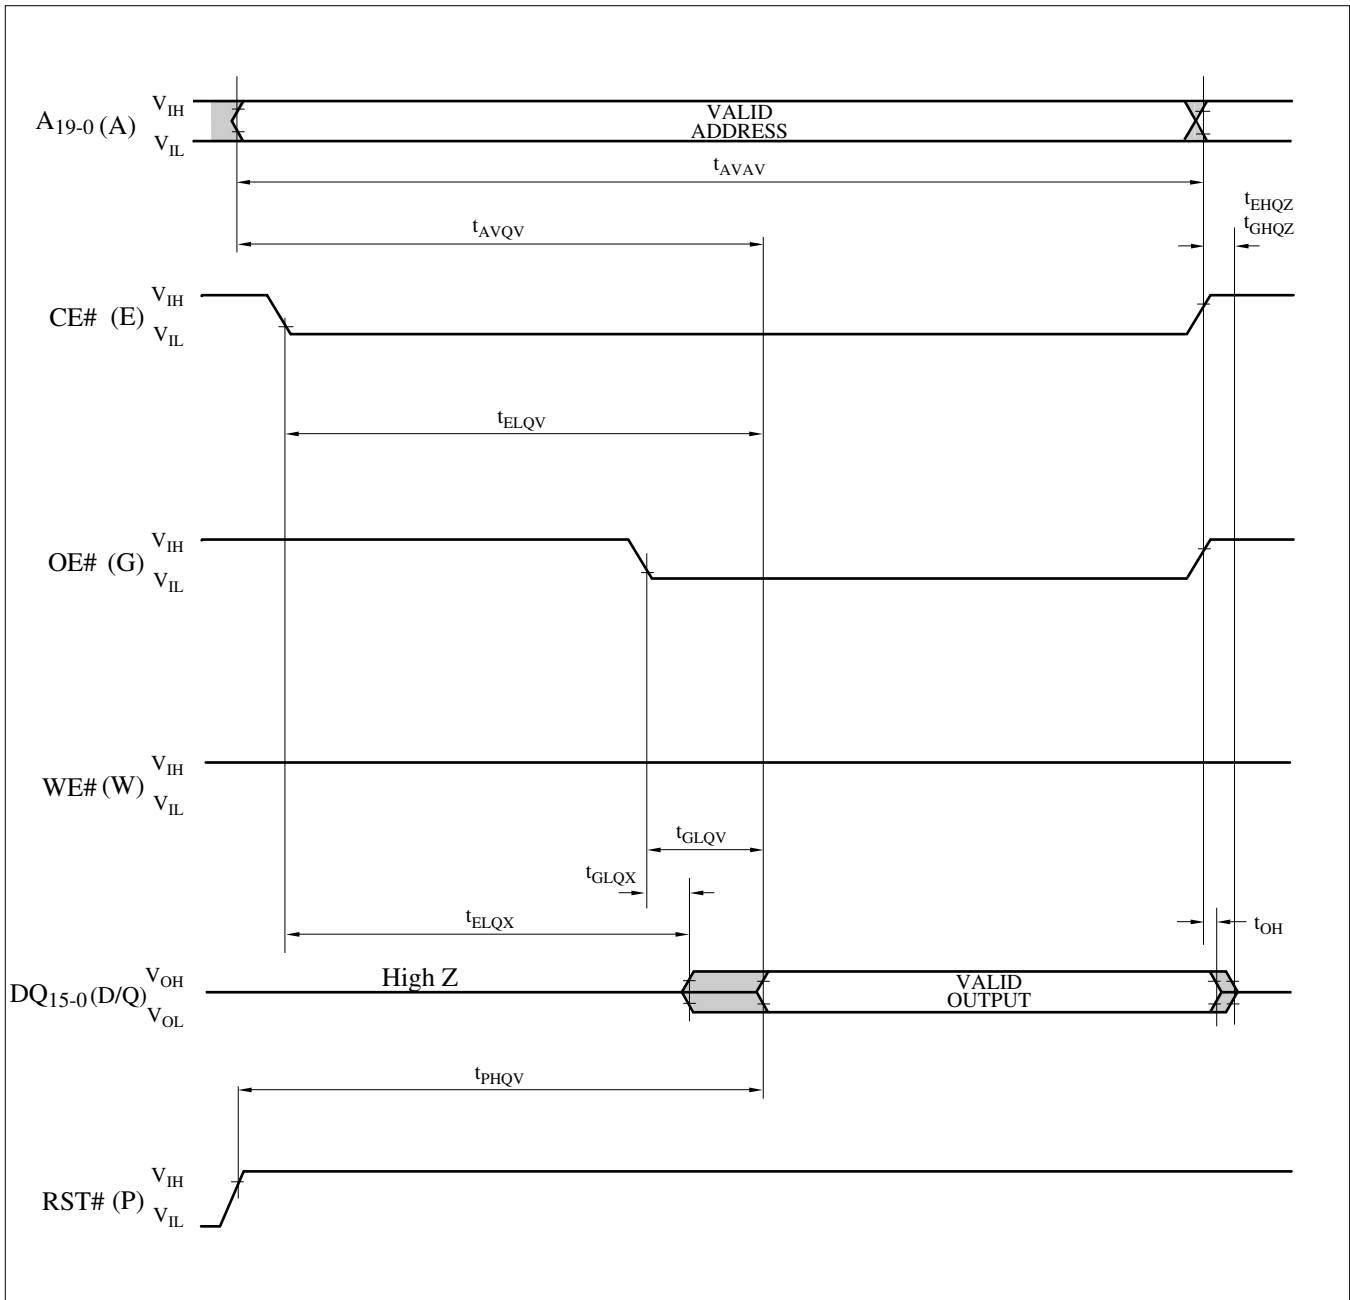 A19-0 (A) VIH VIL
VALID
ADDRESS
tAVAV
tEHQZ
tGHQZ
tAVQV
CE# (E) VIH VIL
tELQV
OE# (G) VIH VIL
WE# (W) VIH VIL
tGLQV
tGLQX
tELQX
tOH
DQ15-0 (D/Q) VOH VOL
High Z
VALID
OUTPUT
tPHQV
RST# (P) VIH VIL